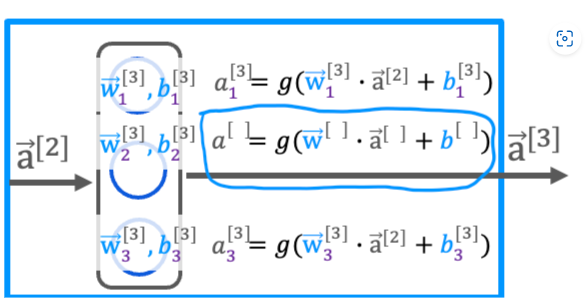 w⃗₁^[3], b₁^[3] a₁^[3] = g(w⃗₁^[3] · a⃗^[2] + b₁^[3])
a⃗^[2] w⃗₂^[3], b₂^[3] a^[ ] = g(w⃗^[ ] · a⃗^[ ] + b^[ ]) a⃗^[3]
w⃗₃^[3], b₃^[3] a₃^[3] = g(w⃗₃^[3] · a⃗^[2] + b₃^[3])